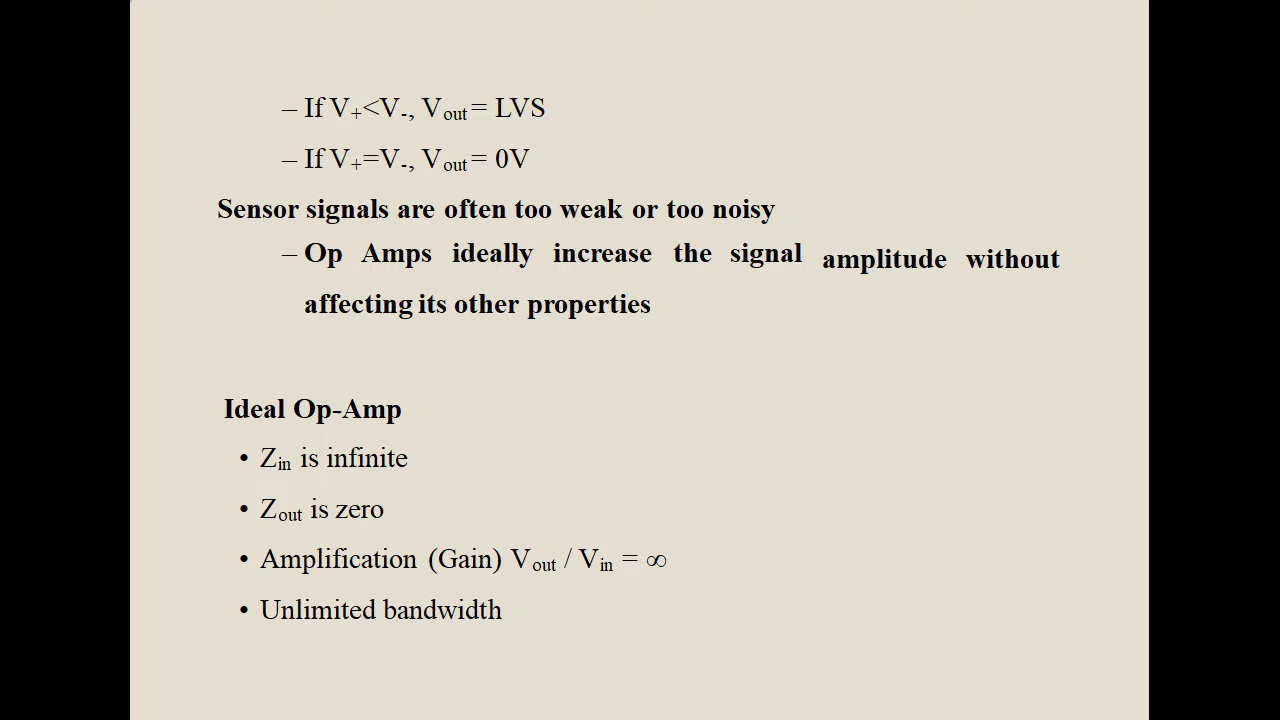 – If V₊<V₋, Vout = LVS
– If V₊=V₋, Vout = 0V
Sensor signals are often too weak or too noisy
– Op Amps ideally increase the signal amplitude without
affecting its other properties
Ideal Op-Amp
• Zin is infinite
• Zout is zero
• Amplification (Gain) Vout / Vin = ∞
• Unlimited bandwidth